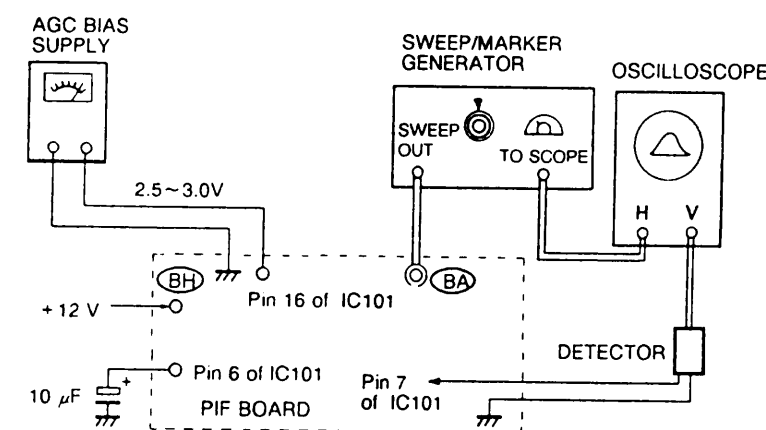 AGC BIAS
SUPPLY
SWEEP/MARKER
GENERATOR
OSCILLOSCOPE
SWEEP
OUT
TO SCOPE
2.5~3.0V
H V
BH
BA
Pin 16 of IC101
+12 V
DETECTOR
Pin 6 of IC101
10 µF
+
Pin 7
of IC101
PIF BOARD